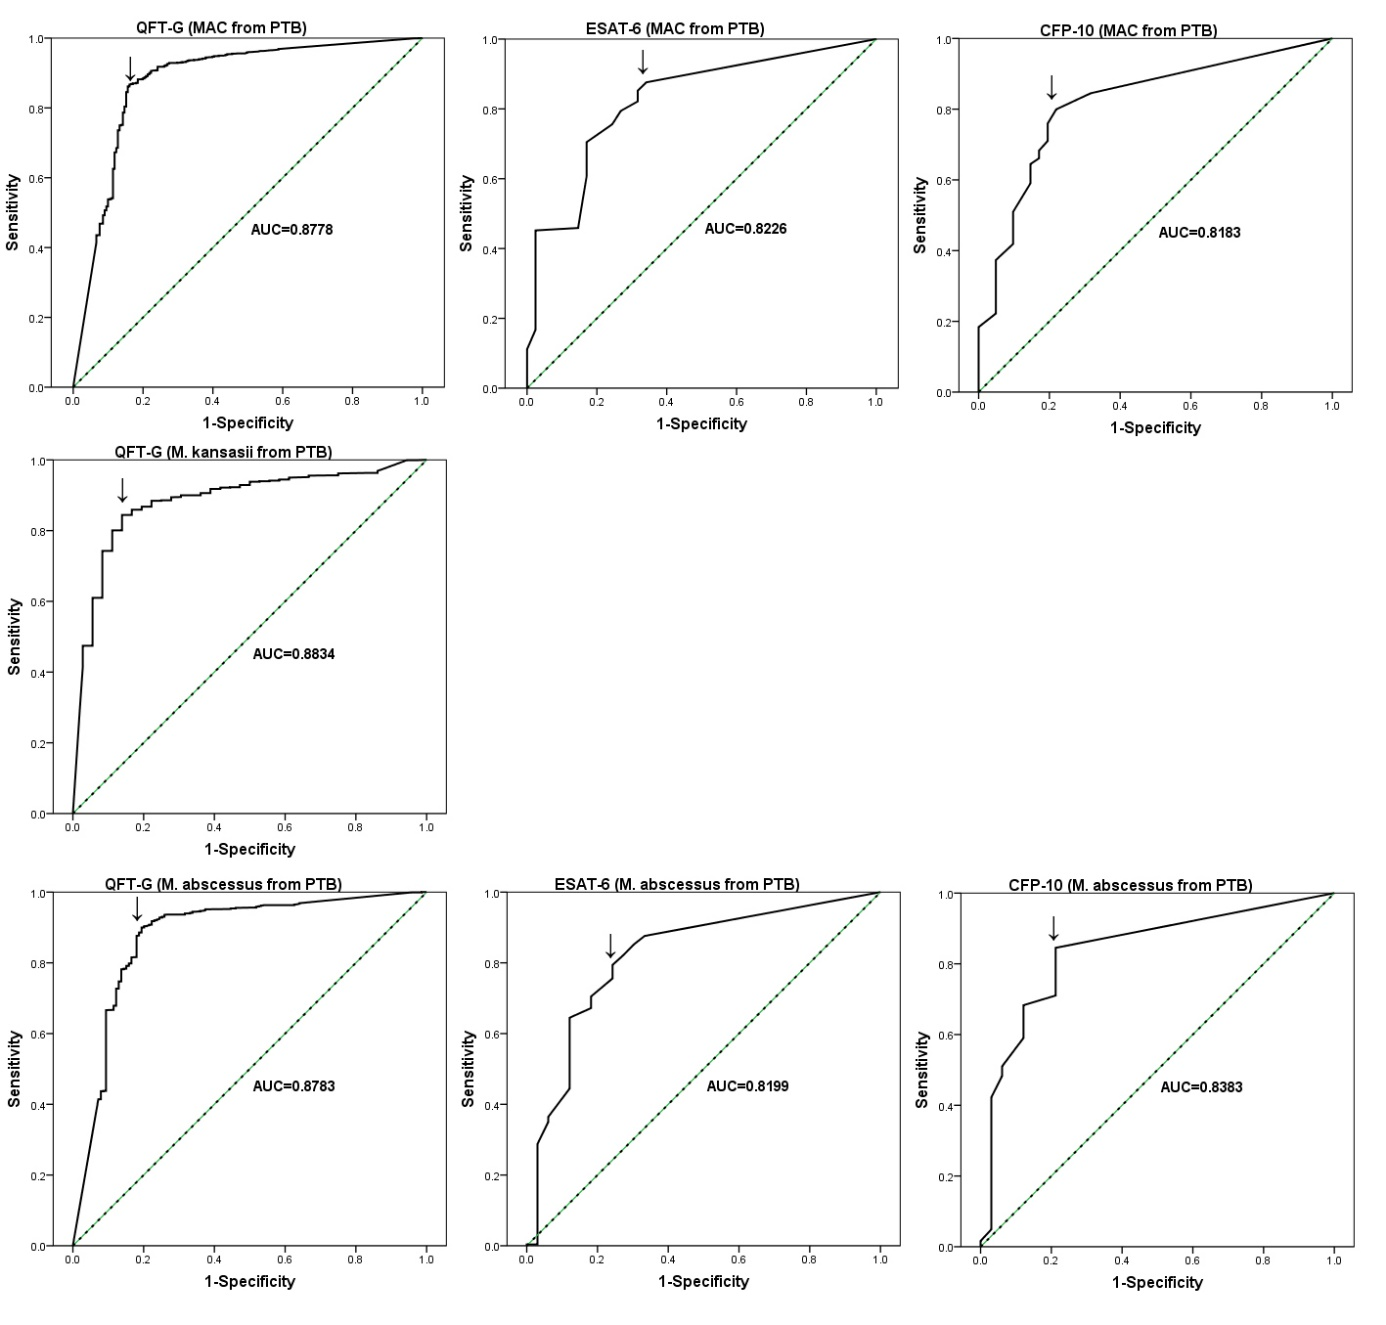 QFT-G (MAC from PTB)
1.0
0.8
0.6
0.4
0.2
0.0
Sensitivity
AUC=0.8778
0.0 0.2 0.4 0.6 0.8 1.0
1-Specificity
ESAT-6 (MAC from PTB)
1.0
0.8
0.6
0.4
0.2
0.0
Sensitivity
AUC=0.8226
0.0 0.2 0.4 0.6 0.8 1.0
1-Specificity
CFP-10 (MAC from PTB)
1.0
0.8
0.6
0.4
0.2
0.0
Sensitivity
AUC=0.8183
0.0 0.2 0.4 0.6 0.8 1.0
1-Specificity
QFT-G (M. kansasii from PTB)
1.0
0.8
0.6
0.4
0.2
0.0
Sensitivity
AUC=0.8834
0.0 0.2 0.4 0.6 0.8 1.0
1-Specificity
QFT-G (M. abscessus from PTB)
1.0
0.8
0.6
0.4
0.2
0.0
Sensitivity
AUC=0.8783
0.0 0.2 0.4 0.6 0.8 1.0
1-Specificity
ESAT-6 (M. abscessus from PTB)
1.0
0.8
0.6
0.4
0.2
0.0
Sensitivity
AUC=0.8199
0.0 0.2 0.4 0.6 0.8 1.0
1-Specificity
CFP-10 (M. abscessus from PTB)
1.0
0.8
0.6
0.4
0.2
0.0
Sensitivity
AUC=0.8383
0.0 0.2 0.4 0.6 0.8 1.0
1-Specificity